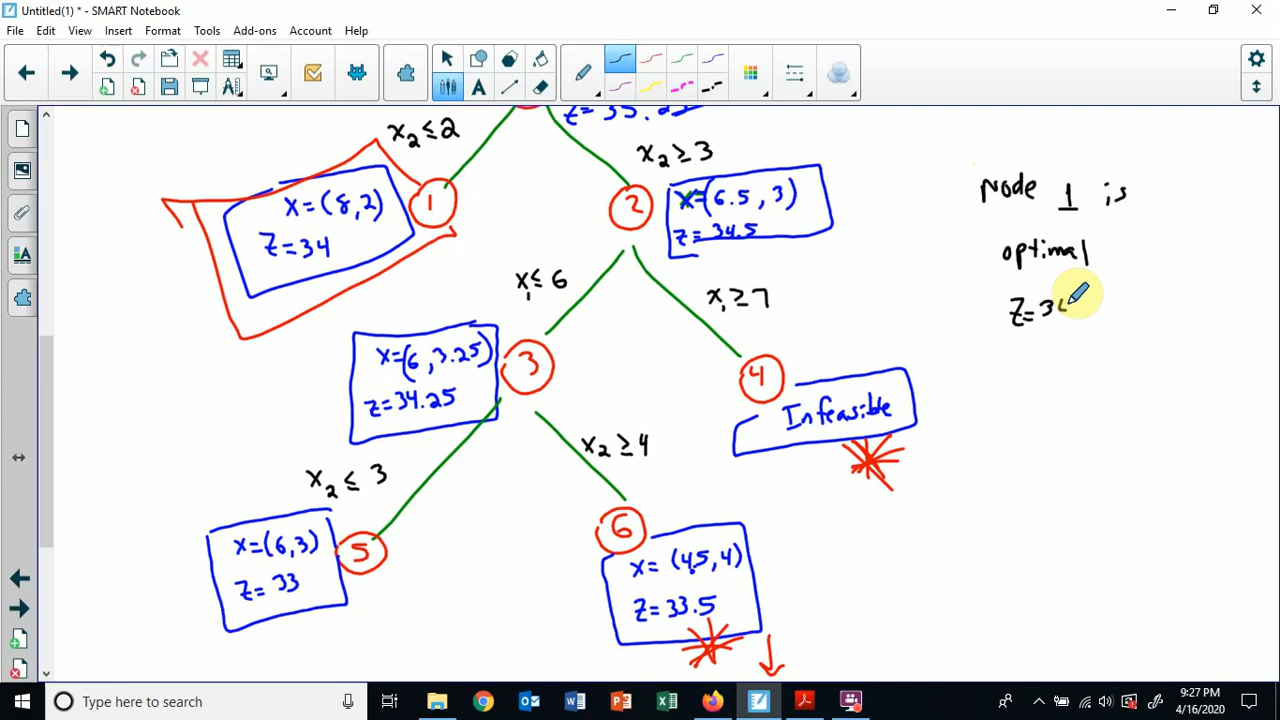 Untitled(1) * - SMART Notebook
File Edit View Insert Format Tools Add-ons Account Help
x₂ ≤ 2
x₂ ≥ 3
x=(8,2)
Z=34
1
2
x=(6.5, 3)
Z= 34.5
Node 1 is
optimal
Z=34
x₁ ≤ 6
x₁ ≥ 7
x=(6, 3.25)
Z=34.25
3
4
Infeasible
x₂ ≤ 3
x₂ ≥ 4
x=(6,3)
Z= 33
5
6
x= (4.5, 4)
Z=33.5
Type here to search
9:27 PM
4/16/2020